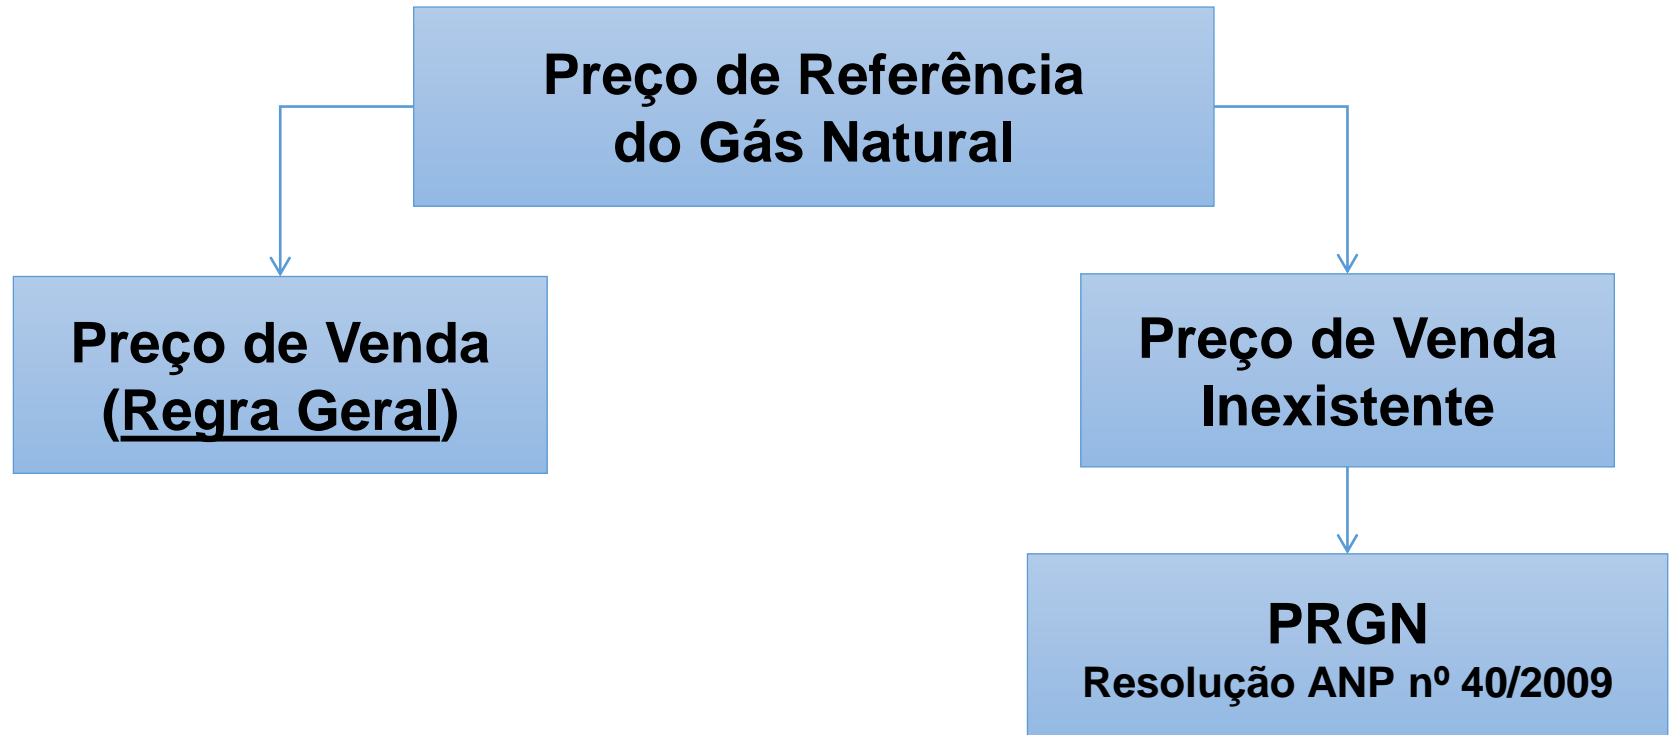 Preço de Referência
do Gás Natural
Preço de Venda
(Regra Geral)
Preço de Venda
Inexistente
PRGN
Resolução ANP nº 40/2009